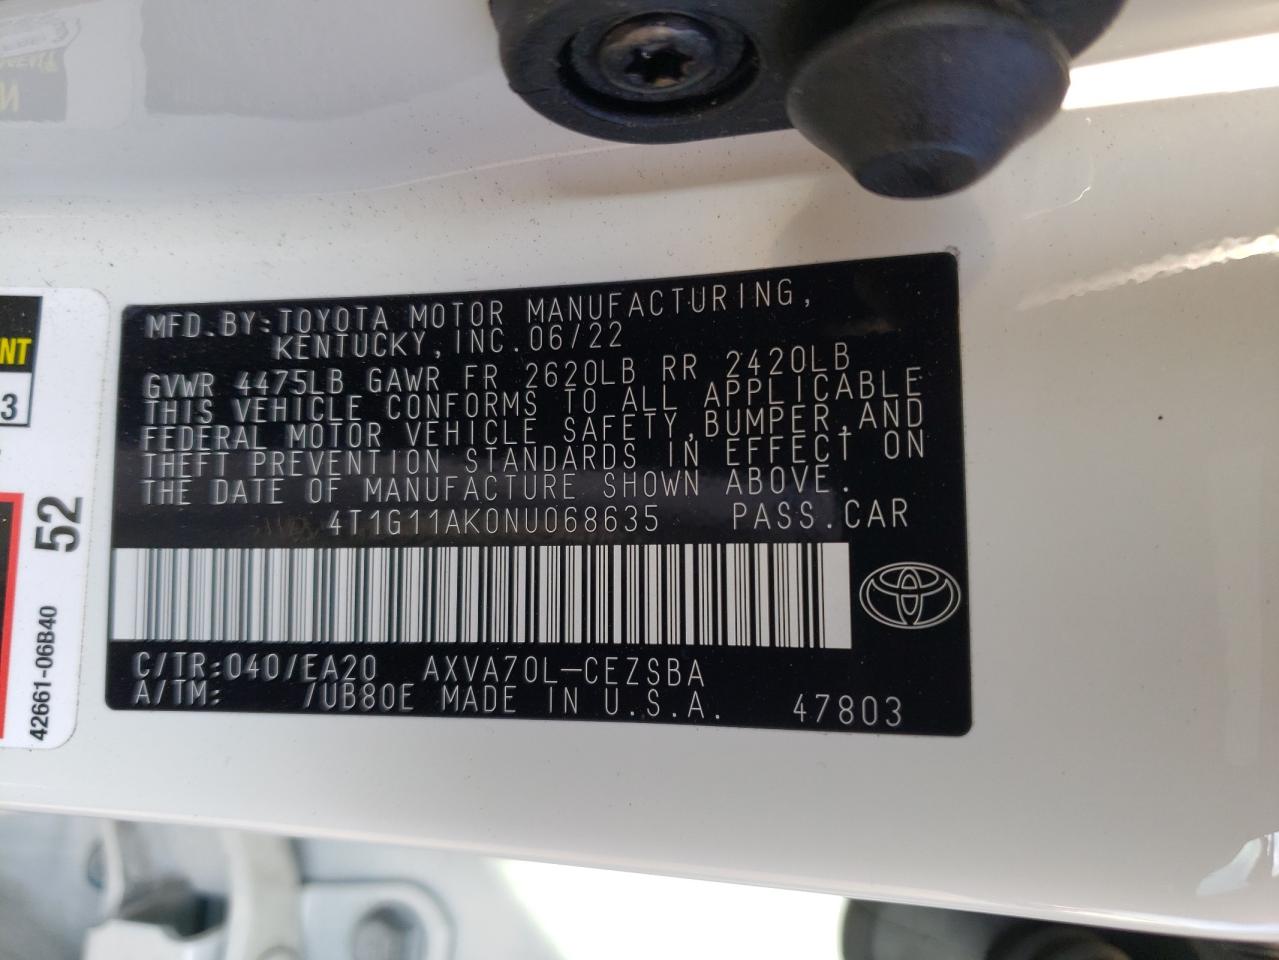 MFD.BY:TOYOTA MOTOR MANUFACTURING,
KENTUCKY,INC.06/22
GVWR 4475LB GAWR FR 2620LB RR 2420LB
THIS VEHICLE CONFORMS TO ALL APPLICABLE
FEDERAL MOTOR VEHICLE SAFETY,BUMPER,AND
THEFT PREVENTION STANDARDS IN EFFECT ON
THE DATE OF MANUFACTURE SHOWN ABOVE.
4T1G11AK0NU068635 PASS.CAR
C/TR:040/EA20 AXVA70L-CEZSBA
A/TM: /UB80E MADE IN U.S.A. 47803
NT
3
52
42661-06B40